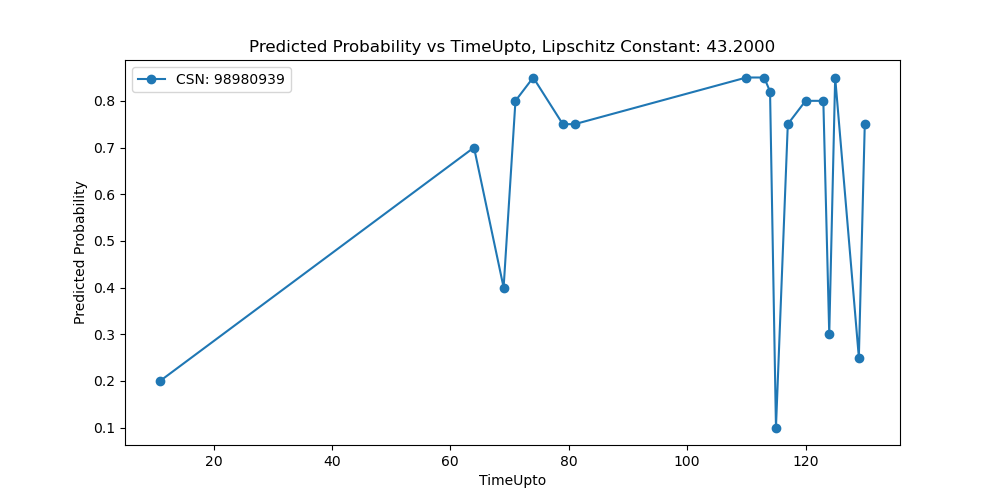 Predicted Probability vs TimeUpto, Lipschitz Constant: 43.2000
CSN: 98980939
Predicted Probability
0.8
0.7
0.6
0.5
0.4
0.3
0.2
0.1
20 40 60 80 100 120
TimeUpto